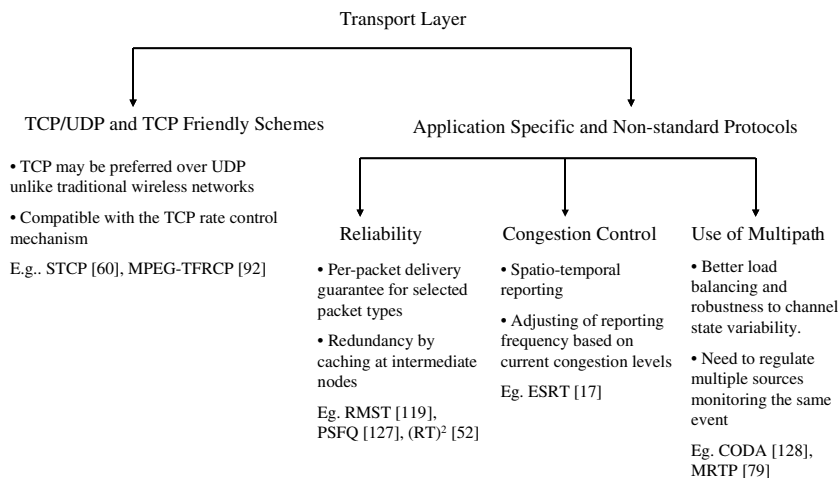 Transport Layer
TCP/UDP and TCP Friendly Schemes
• TCP may be preferred over UDP
unlike traditional wireless networks
• Compatible with the TCP rate control
mechanism
E.g.. STCP [60], MPEG-TFRCP [92]
Application Specific and Non-standard Protocols
Reliability
• Per-packet delivery
guarantee for selected
packet types
• Redundancy by
caching at intermediate
nodes
Eg. RMST [119],
PSFQ [127], (RT)² [52]
Congestion Control
• Spatio-temporal
reporting
• Adjusting of reporting
frequency based on
current congestion levels
Eg. ESRT [17]
Use of Multipath
• Better load
balancing and
robustness to channel
state variability.
• Need to regulate
multiple sources
monitoring the same
event
Eg. CODA [128],
MRTP [79]